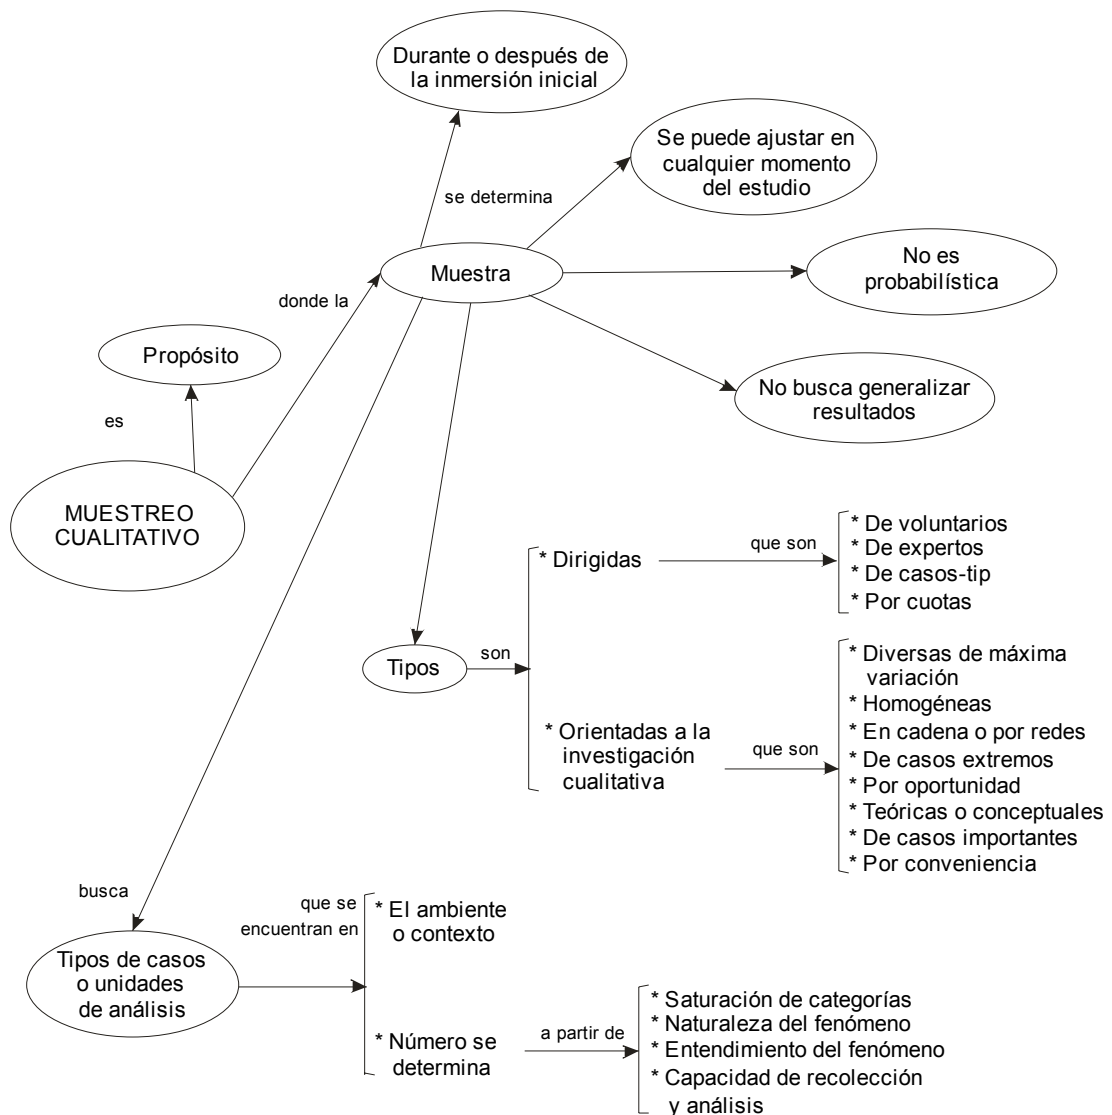 Durante o después de
la inmersión inicial
Se puede ajustar en
cualquier momento
del estudio
se determina
No es
probabilística
Muestra
donde la
Propósito
No busca generalizar
resultados
es
MUESTREO
CUALITATIVO
* Dirigidas
que son
* De voluntarios
* De expertos
* De casos-tip
* Por cuotas
Tipos
son
* Orientadas a la
investigación
cualitativa
que son
* Diversas de máxima
variación
* Homogéneas
* En cadena o por redes
* De casos extremos
* Por oportunidad
* Teóricas o conceptuales
* De casos importantes
* Por conveniencia
busca
Tipos de casos
o unidades
de análisis
que se
encuentran en
* El ambiente
o contexto
* Número se
determina
a partir de
* Saturación de categorías
* Naturaleza del fenómeno
* Entendimiento del fenómeno
* Capacidad de recolección
y análisis